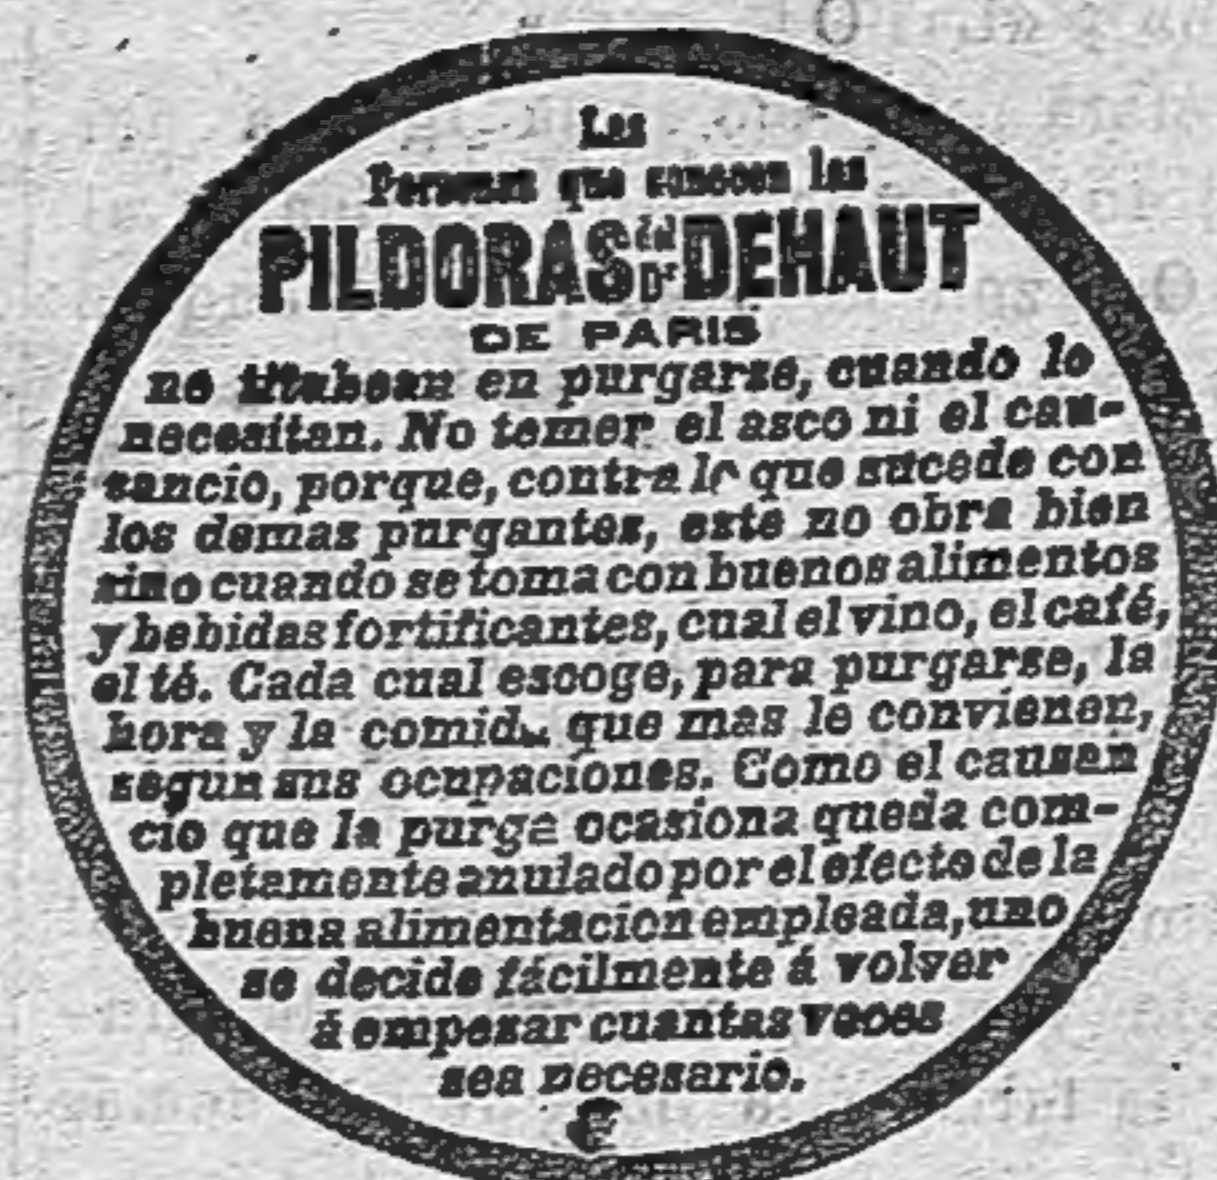 Las
Personas que conocen las
PILDORAS DEL Dr DEHAUT
DE PARIS
no titubean en purgarse, cuando lo
necesitan. No temen el asco ni el cau-
sancio, porque, contra lo que sucede con
los demas purgantes, este no obra bien
sino cuando se toma con buenos alimentos
y bebidas fortificantes, cual el vino, el café,
el té. Cada cual escoge, para purgarse, la
hora y la comida que mas le convienen,
segun sus ocupaciones. Como el causan
cio que la purga ocasiona queda com-
pletamente anulado por el efecto de la
buena alimentacion empleada, uno
se decide fácilmente á volver
á empezar cuantas veces
sea necesario.